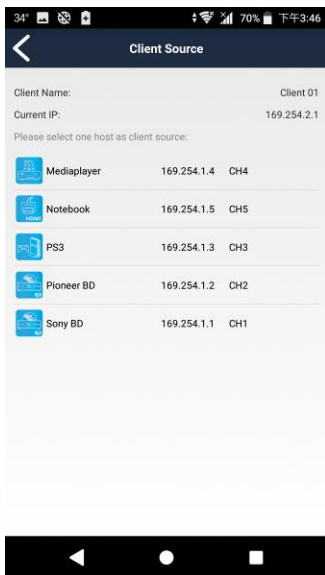 34° 70% 下午3:46
Client Source
Client Name: Client 01
Current IP: 169.254.2.1
Please select one host as client source:
Mediaplayer 169.254.1.4 CH4
HDMI Notebook 169.254.1.5 CH5
PS3 169.254.1.3 CH3
Pioneer BD 169.254.1.2 CH2
Sony BD 169.254.1.1 CH1